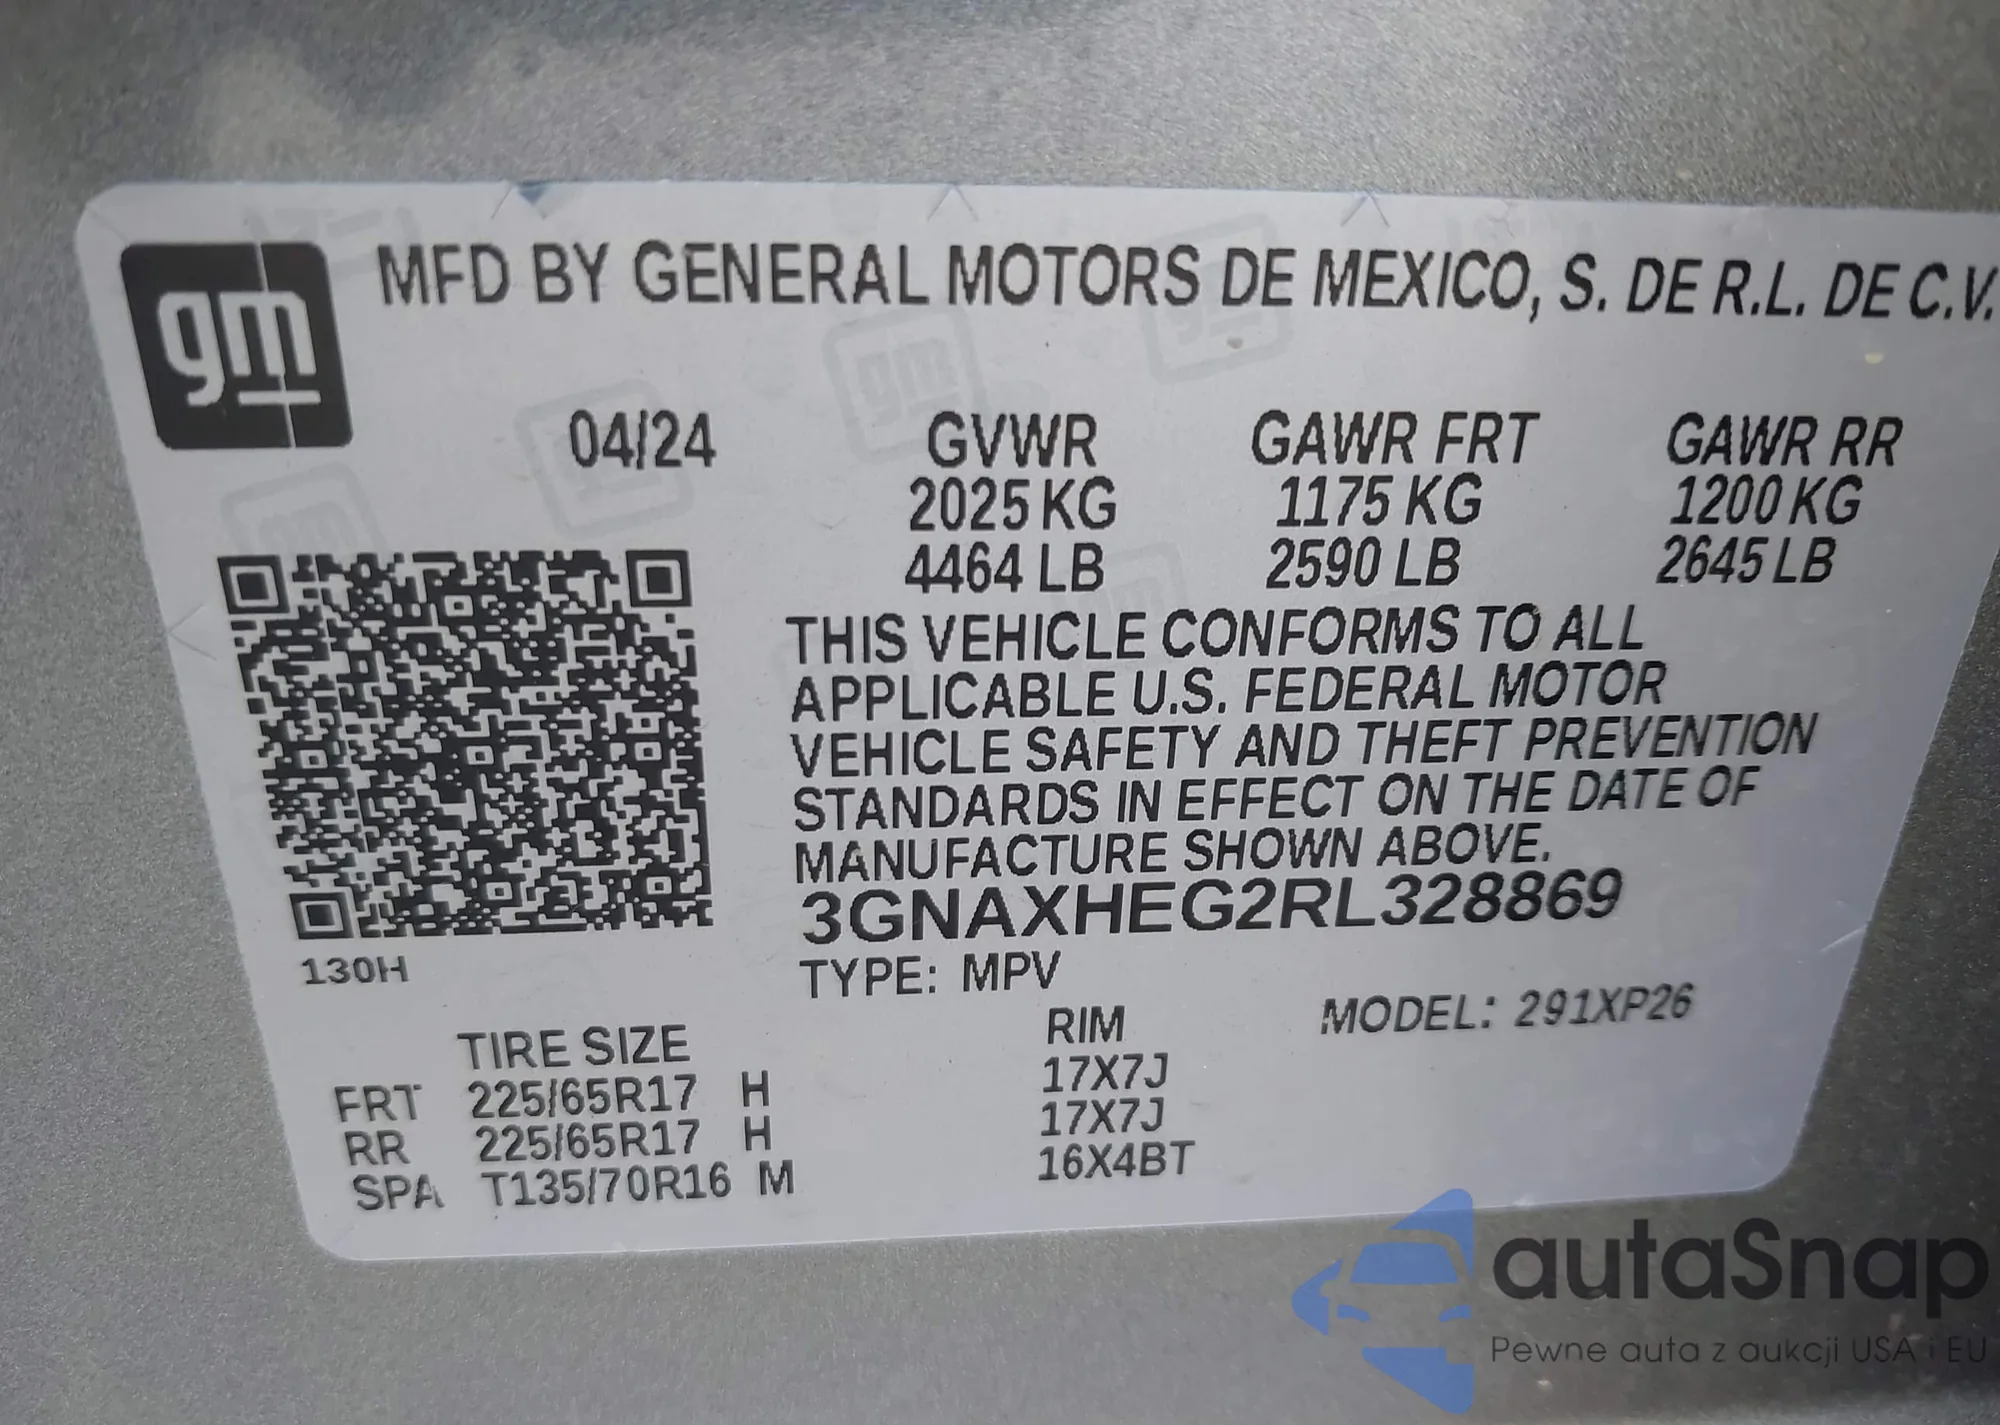 gm
MFD BY GENERAL MOTORS DE MEXICO, S. DE R.L. DE C.V.
04/24 GVWR GAWR FRT GAWR RR
2025 KG 1175 KG 1200 KG
4464 LB 2590 LB 2645 LB
THIS VEHICLE CONFORMS TO ALL
APPLICABLE U.S. FEDERAL MOTOR
VEHICLE SAFETY AND THEFT PREVENTION
STANDARDS IN EFFECT ON THE DATE OF
MANUFACTURE SHOWN ABOVE.
3GNAXHEG2RL328869
130H
TYPE: MPV
MODEL: 291XP26
TIRE SIZE RIM
FRT 225/65R17 H 17X7J
RR 225/65R17 H 17X7J
SPA T135/70R16 M 16X4BT
autaSnap
Pewne auta z aukcji USA i EU